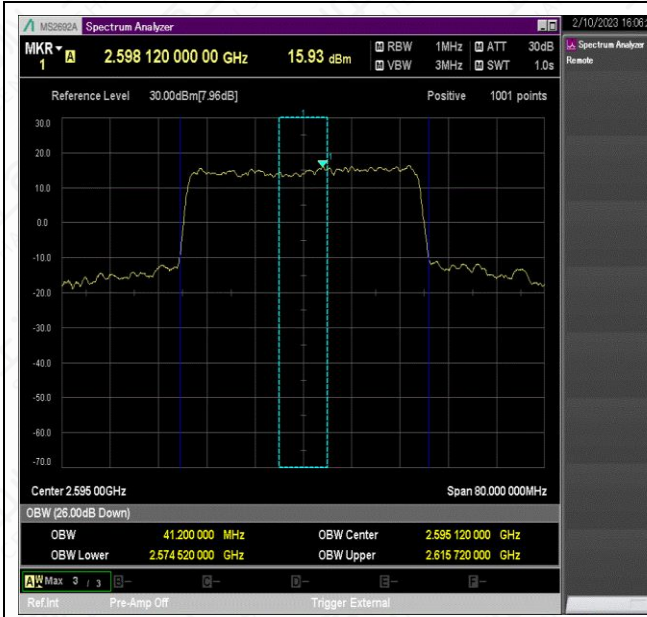 MS2692A Spectrum Analyzer 2/10/2023 16:06:
MKR 1 A 2.598 120 000 00 GHz 15.93 dBm RBW 1MHz ATT 30dB
VBW 3MHz SWT 1.0s
Spectrum Analyzer
Remote
Reference Level 30.00dBm[7.96dB] Positive 1001 points
30.0
20.0
10.0
0.0
-10.0
-20.0
-30.0
-40.0
-50.0
-60.0
-70.0
Center 2.595 00GHz Span 80.000 000MHz
OBW (26.00dB Down)
OBW 41.200 000 MHz OBW Center 2.595 120 000 GHz
OBW Lower 2.574 520 000 GHz OBW Upper 2.615 720 000 GHz
A W Max 3 / 3 B- C- D- E- F-
Ref.Int Pre-Amp Off Trigger External